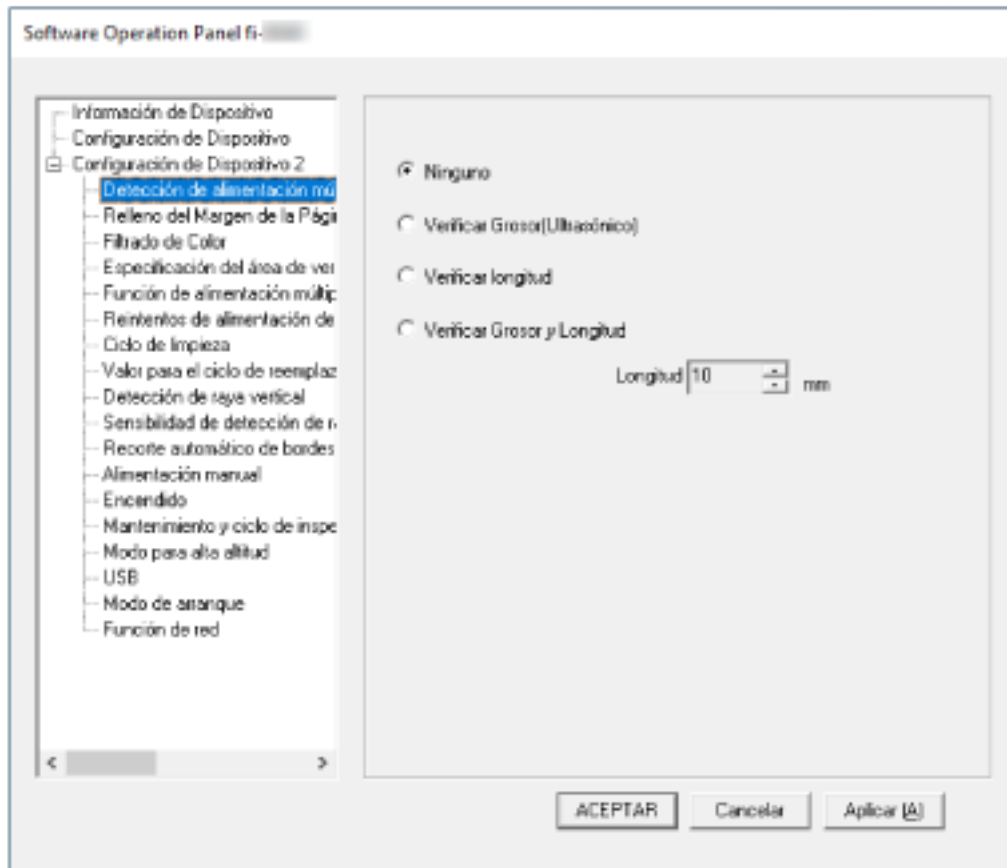 Software Operation Panel fi-
Información de Dispositivo
Configuración de Dispositivo
Configuración de Dispositivo 2
Detección de alimentación mú
Relleno del Margen de la Pági
Filtrado de Color
Especificación del área de ver
Función de alimentación múltip
Reintentos de alimentación de
Ciclo de limpieza
Valor para el ciclo de reemplaz
Detección de raya vertical
Sensibilidad de detección de r
Recorte automático de bordes
Alimentación manual
Encendido
Mantenimiento y ciclo de inspe
Modo para alta altitud
USB
Modo de arranque
Función de red
Ninguno
Verificar Grosor(Ultrasónico)
Verificar longitud
Verificar Grosor y Longitud
Longitud 10 mm
ACEPTAR Cancelar Aplicar (A)